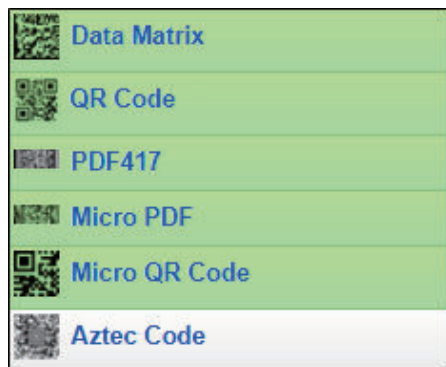 Data Matrix
QR Code
PDF417
Micro PDF
Micro QR Code
Aztec Code